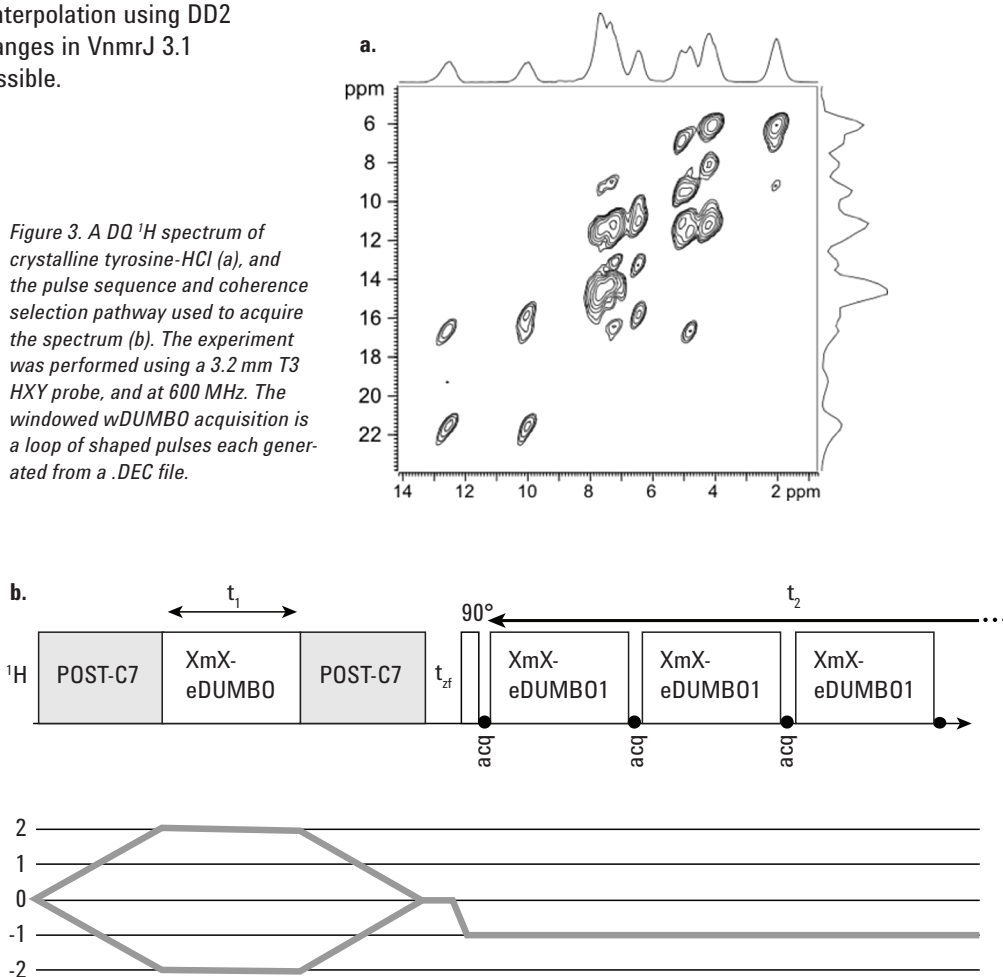 nterpolation using DD2
anges in VnmrJ 3.1
ssible.
Figure 3. A DQ ¹H spectrum of
crystalline tyrosine-HCl (a), and
the pulse sequence and coherence
selection pathway used to acquire
the spectrum (b). The experiment
was performed using a 3.2 mm T3
HXY probe, and at 600 MHz. The
windowed wDUMBO acquisition is
a loop of shaped pulses each gener-
ated from a .DEC file.
a.
ppm
6
8
10
12
14
16
18
20
22
14 12 10 8 6 4 2 ppm
b.
t₁
t₂
90°
¹H
POST-C7
XmX-
eDUMBO
POST-C7
t_zf
XmX-
eDUMBO1
XmX-
eDUMBO1
XmX-
eDUMBO1
acq
acq
acq
2
1
0
-1
-2